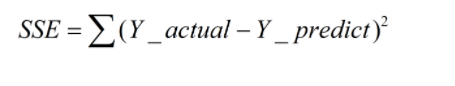 SSE = ∑(Y_actual – Y_predict)²